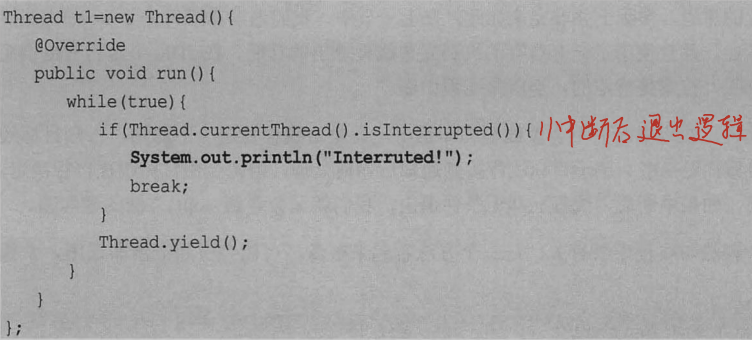 Thread t1=new Thread(){
@Override
public void run(){
while(true){
if(Thread.currentThread().isInterrupted()){ //中断后退出逻辑
System.out.println("Interruted!");
break;
}
Thread.yield();
}
}
};